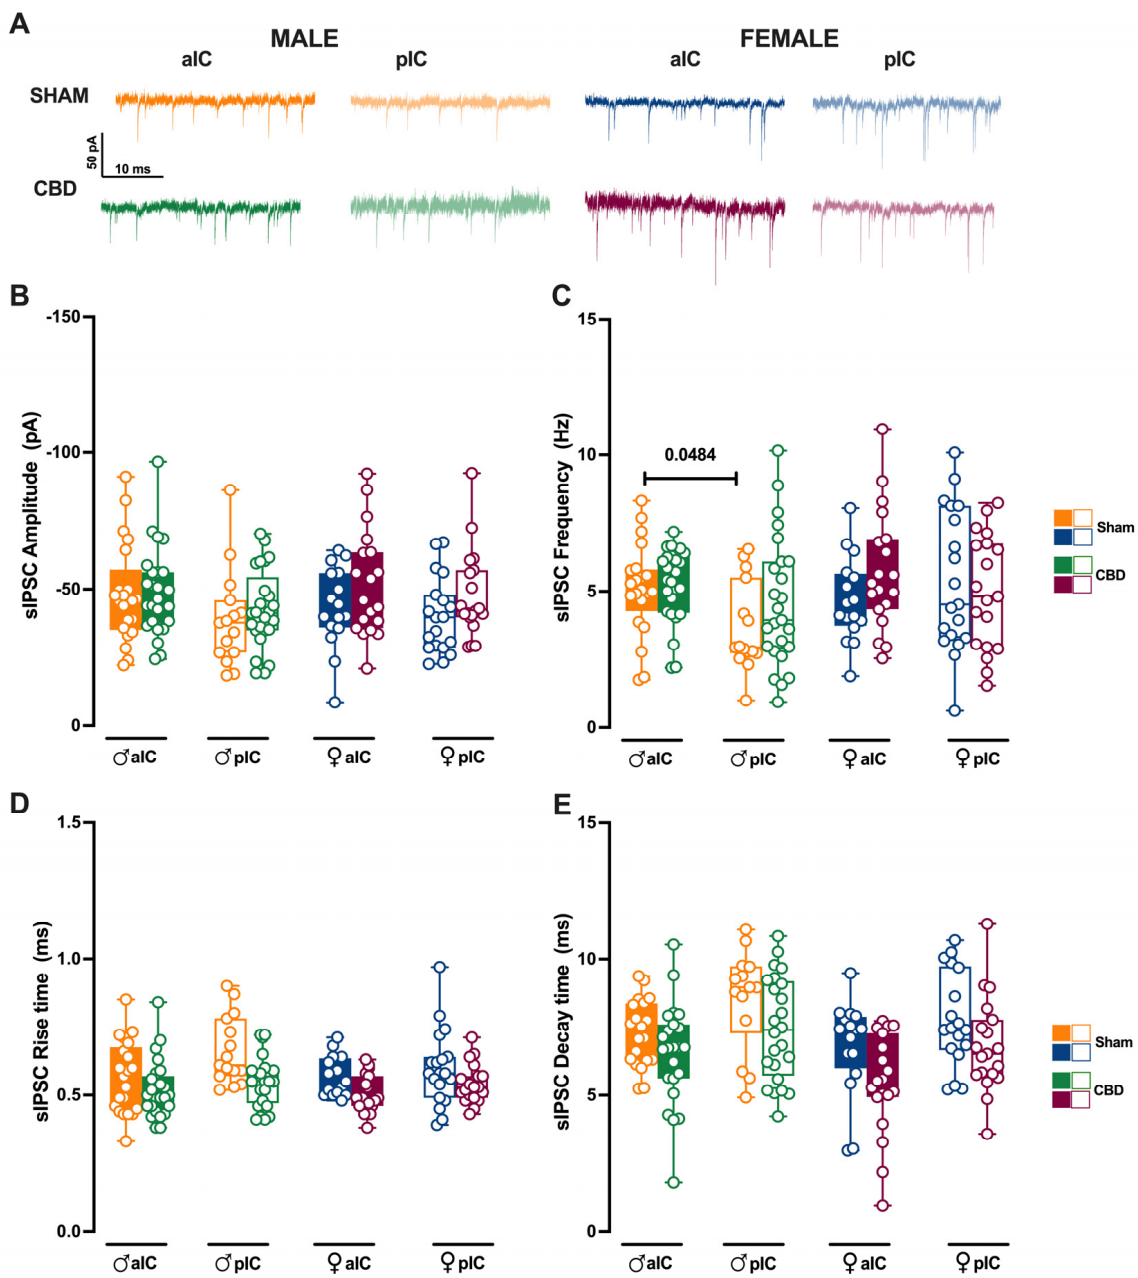 A
MALE
FEMALE
aIC
pIC
aIC
pIC
SHAM
50 pA
10 ms
CBD
B
-150
-100
-50
0
sIPSC Amplitude (pA)
♂aIC
♂pIC
♀aIC
♀pIC
C
15
10
5
0
sIPSC Frequency (Hz)
0.0484
♂aIC
♂pIC
♀aIC
♀pIC
Sham
CBD
D
1.5
1.0
0.5
0.0
sIPSC Rise time (ms)
♂aIC
♂pIC
♀aIC
♀pIC
E
15
10
5
0
sIPSC Decay time (ms)
♂aIC
♂pIC
♀aIC
♀pIC
Sham
CBD